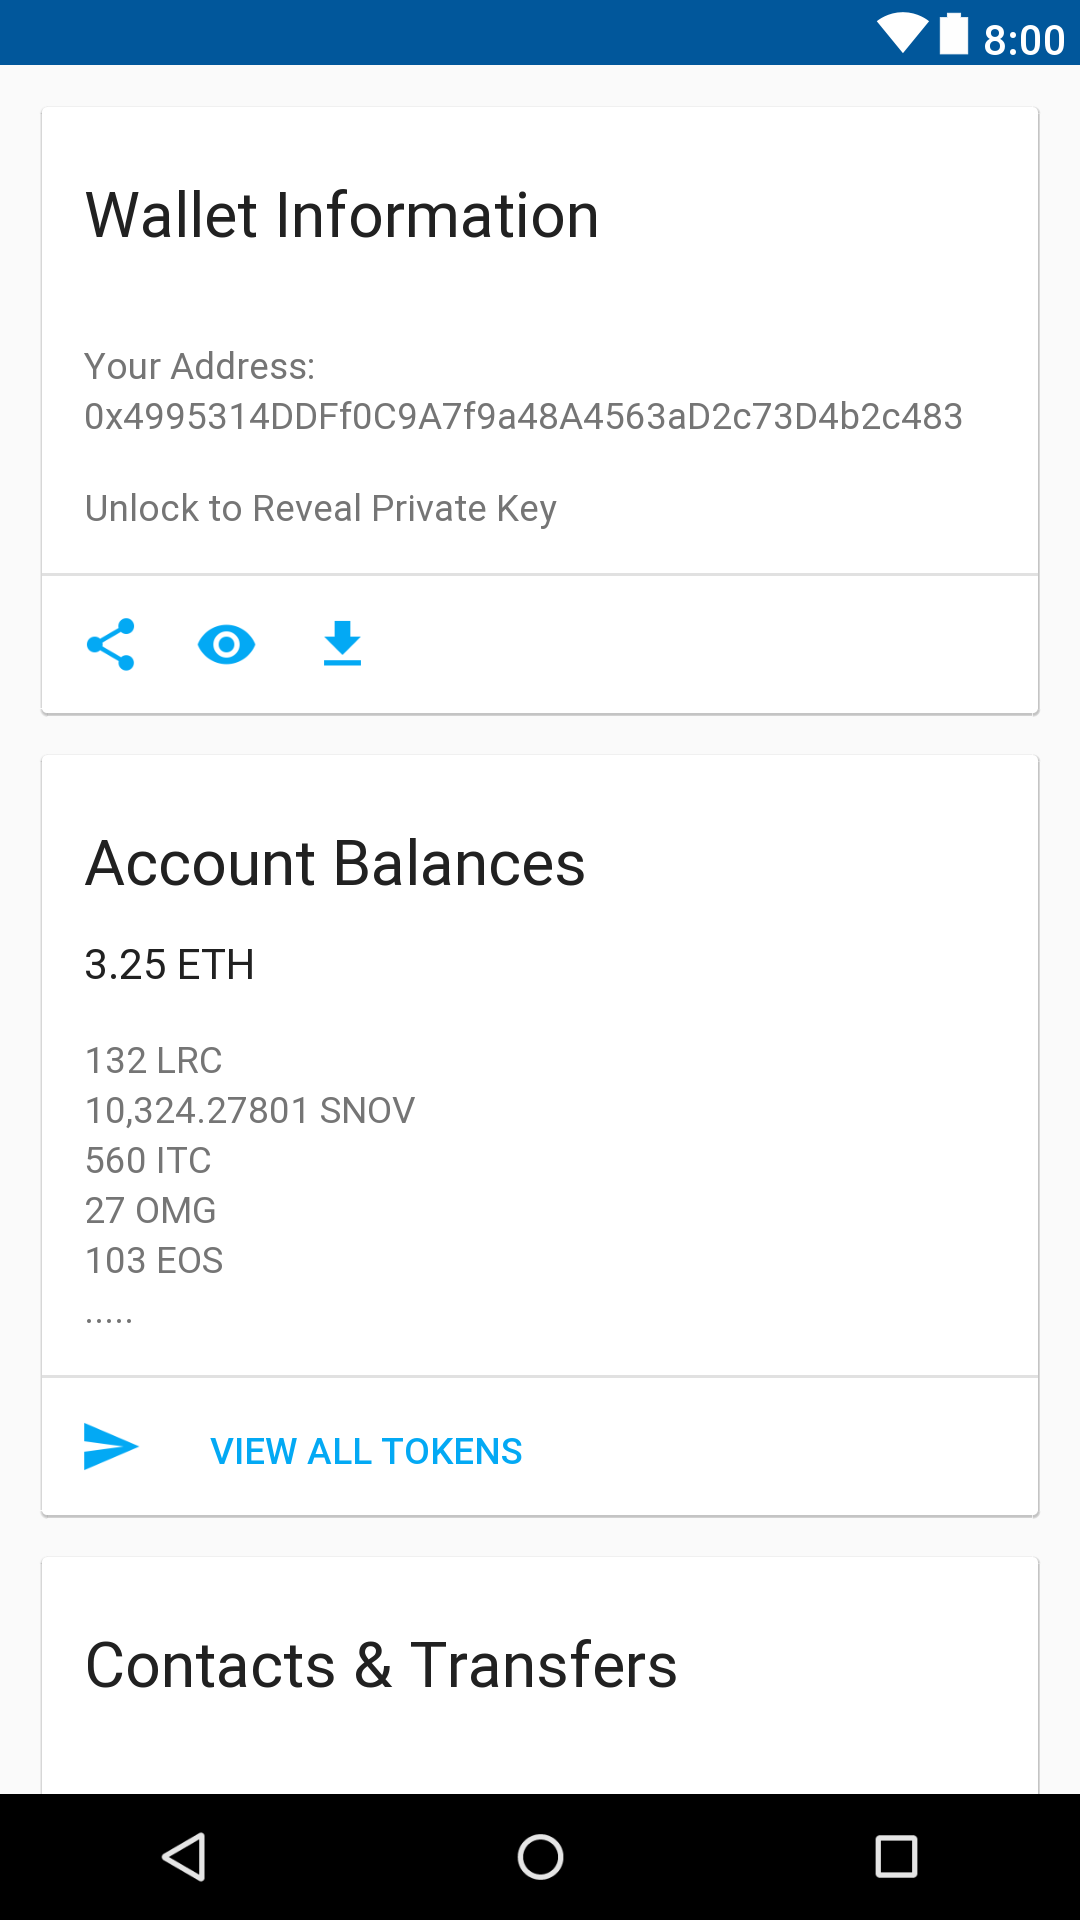 8:00
Wallet Information
Your Address:
0x4995314DDFf0C9A7f9a48A4563aD2c73D4b2c483
Unlock to Reveal Private Key
Account Balances
3.25 ETH
132 LRC
10,324.27801 SNOV
560 ITC
27 OMG
103 EOS
.....
VIEW ALL TOKENS
Contacts & Transfers